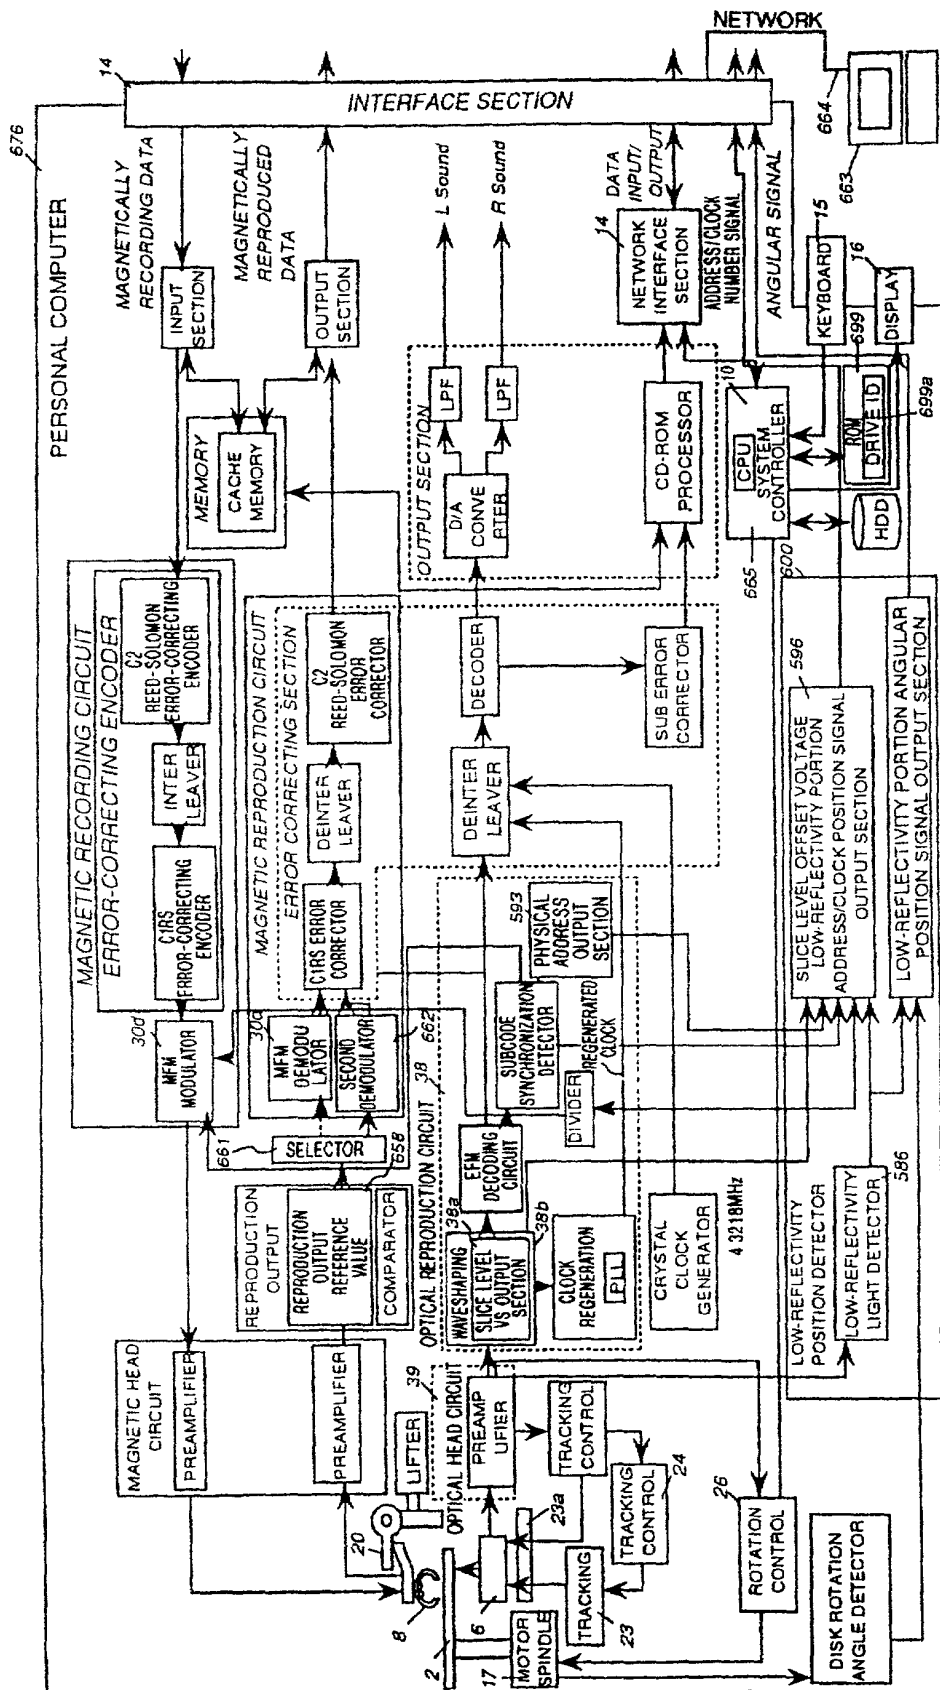 676
PERSONAL COMPUTER
14
INTERFACE SECTION
NETWORK
664
663
MAGNETICALLY
RECORDING DATA
MAGNETICALLY
REPRODUCED
DATA
L Sound
R Sound
DATA
INPUT/
OUTPUT
ADDRESS/CLOCK
NUMBER SIGNAL
ANGULAR SIGNAL
INPUT
SECTION
OUTPUT
SECTION
14
NETWORK
INTERFACE
SECTION
15
KEYBOARD
16
DISPLAY
MEMORY
CACHE
MEMORY
OUTPUT SECTION
LPF
LPF
D/A
CONVE
RTER
CD-ROM
PROCESSOR
10
CPU
SYSTEM
CONTROLLER
665
699
ROM
DRIVE ID
699a
HDD
600
MAGNETIC RECORDING CIRCUIT
ERROR-CORRECTING ENCODER
C2
REED-SOLOMON
ERROR-CORRECTING
ENCODER
INTER
LEAVER
C1RS
ERROR-CORRECTING
ENCODER
30d
MFM
MODULATOR
MAGNETIC REPRODUCTION CIRCUIT
ERROR CORRECTING SECTION
C2
REED-SOLOMON
ERROR
CORRECTOR
DEINTER
LEAVER
C1RS ERROR
CORRECTOR
30d
MFM
DEMODU
LATOR
SECOND
DEMODULATOR
662
661
SELECTOR
658
DECODER
DEINTER
LEAVER
SUB ERROR
CORRECTOR
596
SLICE LEVEL OFFSET VOLTAGE
LOW-REFLECTIVITY PORTION
ADDRESS/CLOCK POSITION SIGNAL
OUTPUT SECTION
LOW-REFLECTIVITY PORTION ANGULAR
POSITION SIGNAL OUTPUT SECTION
593
PHYSICAL
ADDRESS OUTPUT
SECTION
SUBCODE
SYNCHRONIZATION
DETECTOR
REGENERATED
CLOCK
DIVIDER
38
OPTICAL REPRODUCTION CIRCUIT
EFM
DECODING
CIRCUIT
38a
38b
WAVESHAPING
SLICE LEVEL
VS OUTPUT
SECTION
CLOCK
REGENERATION
PLL
CRYSTAL
CLOCK
GENERATOR
4 3218MHz
LOW-REFLECTIVITY
POSITION DETECTOR
LOW-REFLECTIVITY
LIGHT DETECTOR
586
REPRODUCTION
OUTPUT
REPRODUCTION
OUTPUT
REFERENCE
VALUE
COMPARATOR
MAGNETIC HEAD
CIRCUIT
PREAMPLIFIER
PREAMPLIFIER
LIFTER
20
8
39
OPTICAL HEAD CIRCUIT
PREAMP
LIFIER
TRACKING
CONTROL
TRACKING
CONTROL
24
23a
6
TRACKING
23
2
17
MOTOR
SPINDLE
26
ROTATION
CONTROL
DISK ROTATION
ANGLE DETECTOR